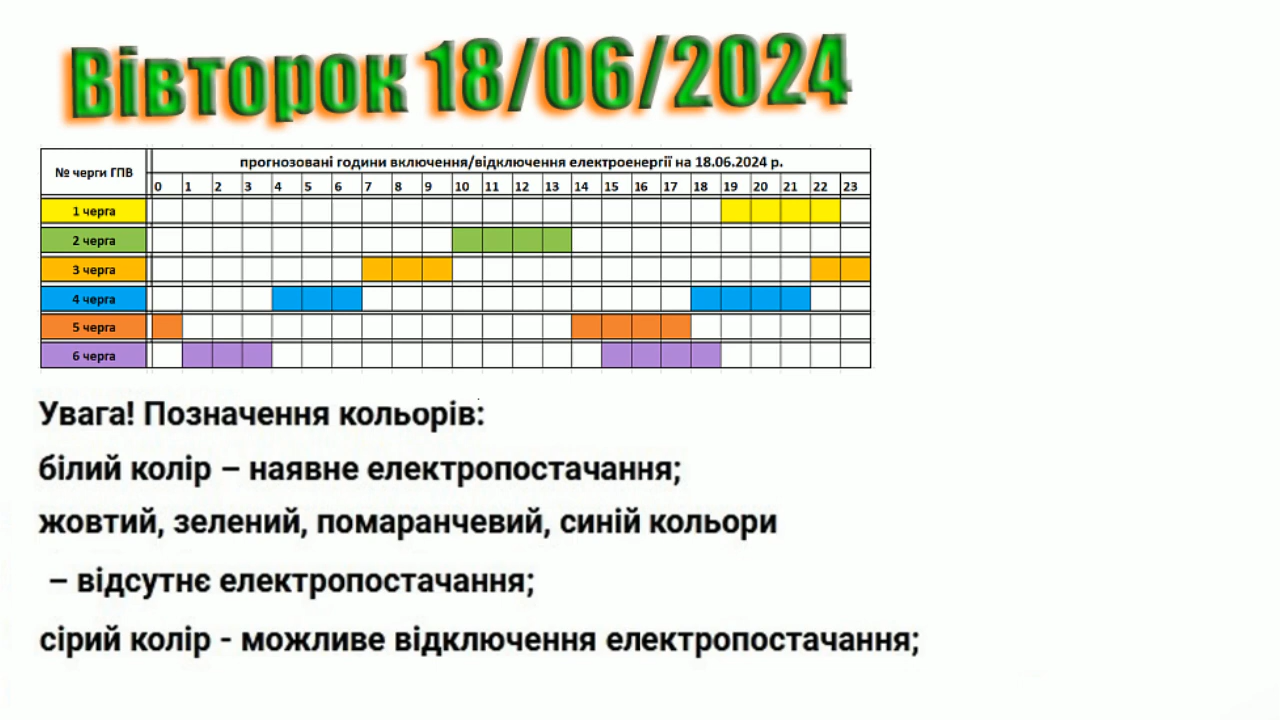 Вівторок 18/06/2024
№ черги ГПВ
прогнозовані години включення/відключення електроенергії на 18.06.2024 р.
0 1 2 3 4 5 6 7 8 9 10 11 12 13 14 15 16 17 18 19 20 21 22 23
1 черга
2 черга
3 черга
4 черга
5 черга
6 черга
Увага! Позначення кольорів:
білий колір – наявне електропостачання;
жовтий, зелений, помаранчевий, синій кольори
– відсутнє електропостачання;
сірий колір - можливе відключення електропостачання;